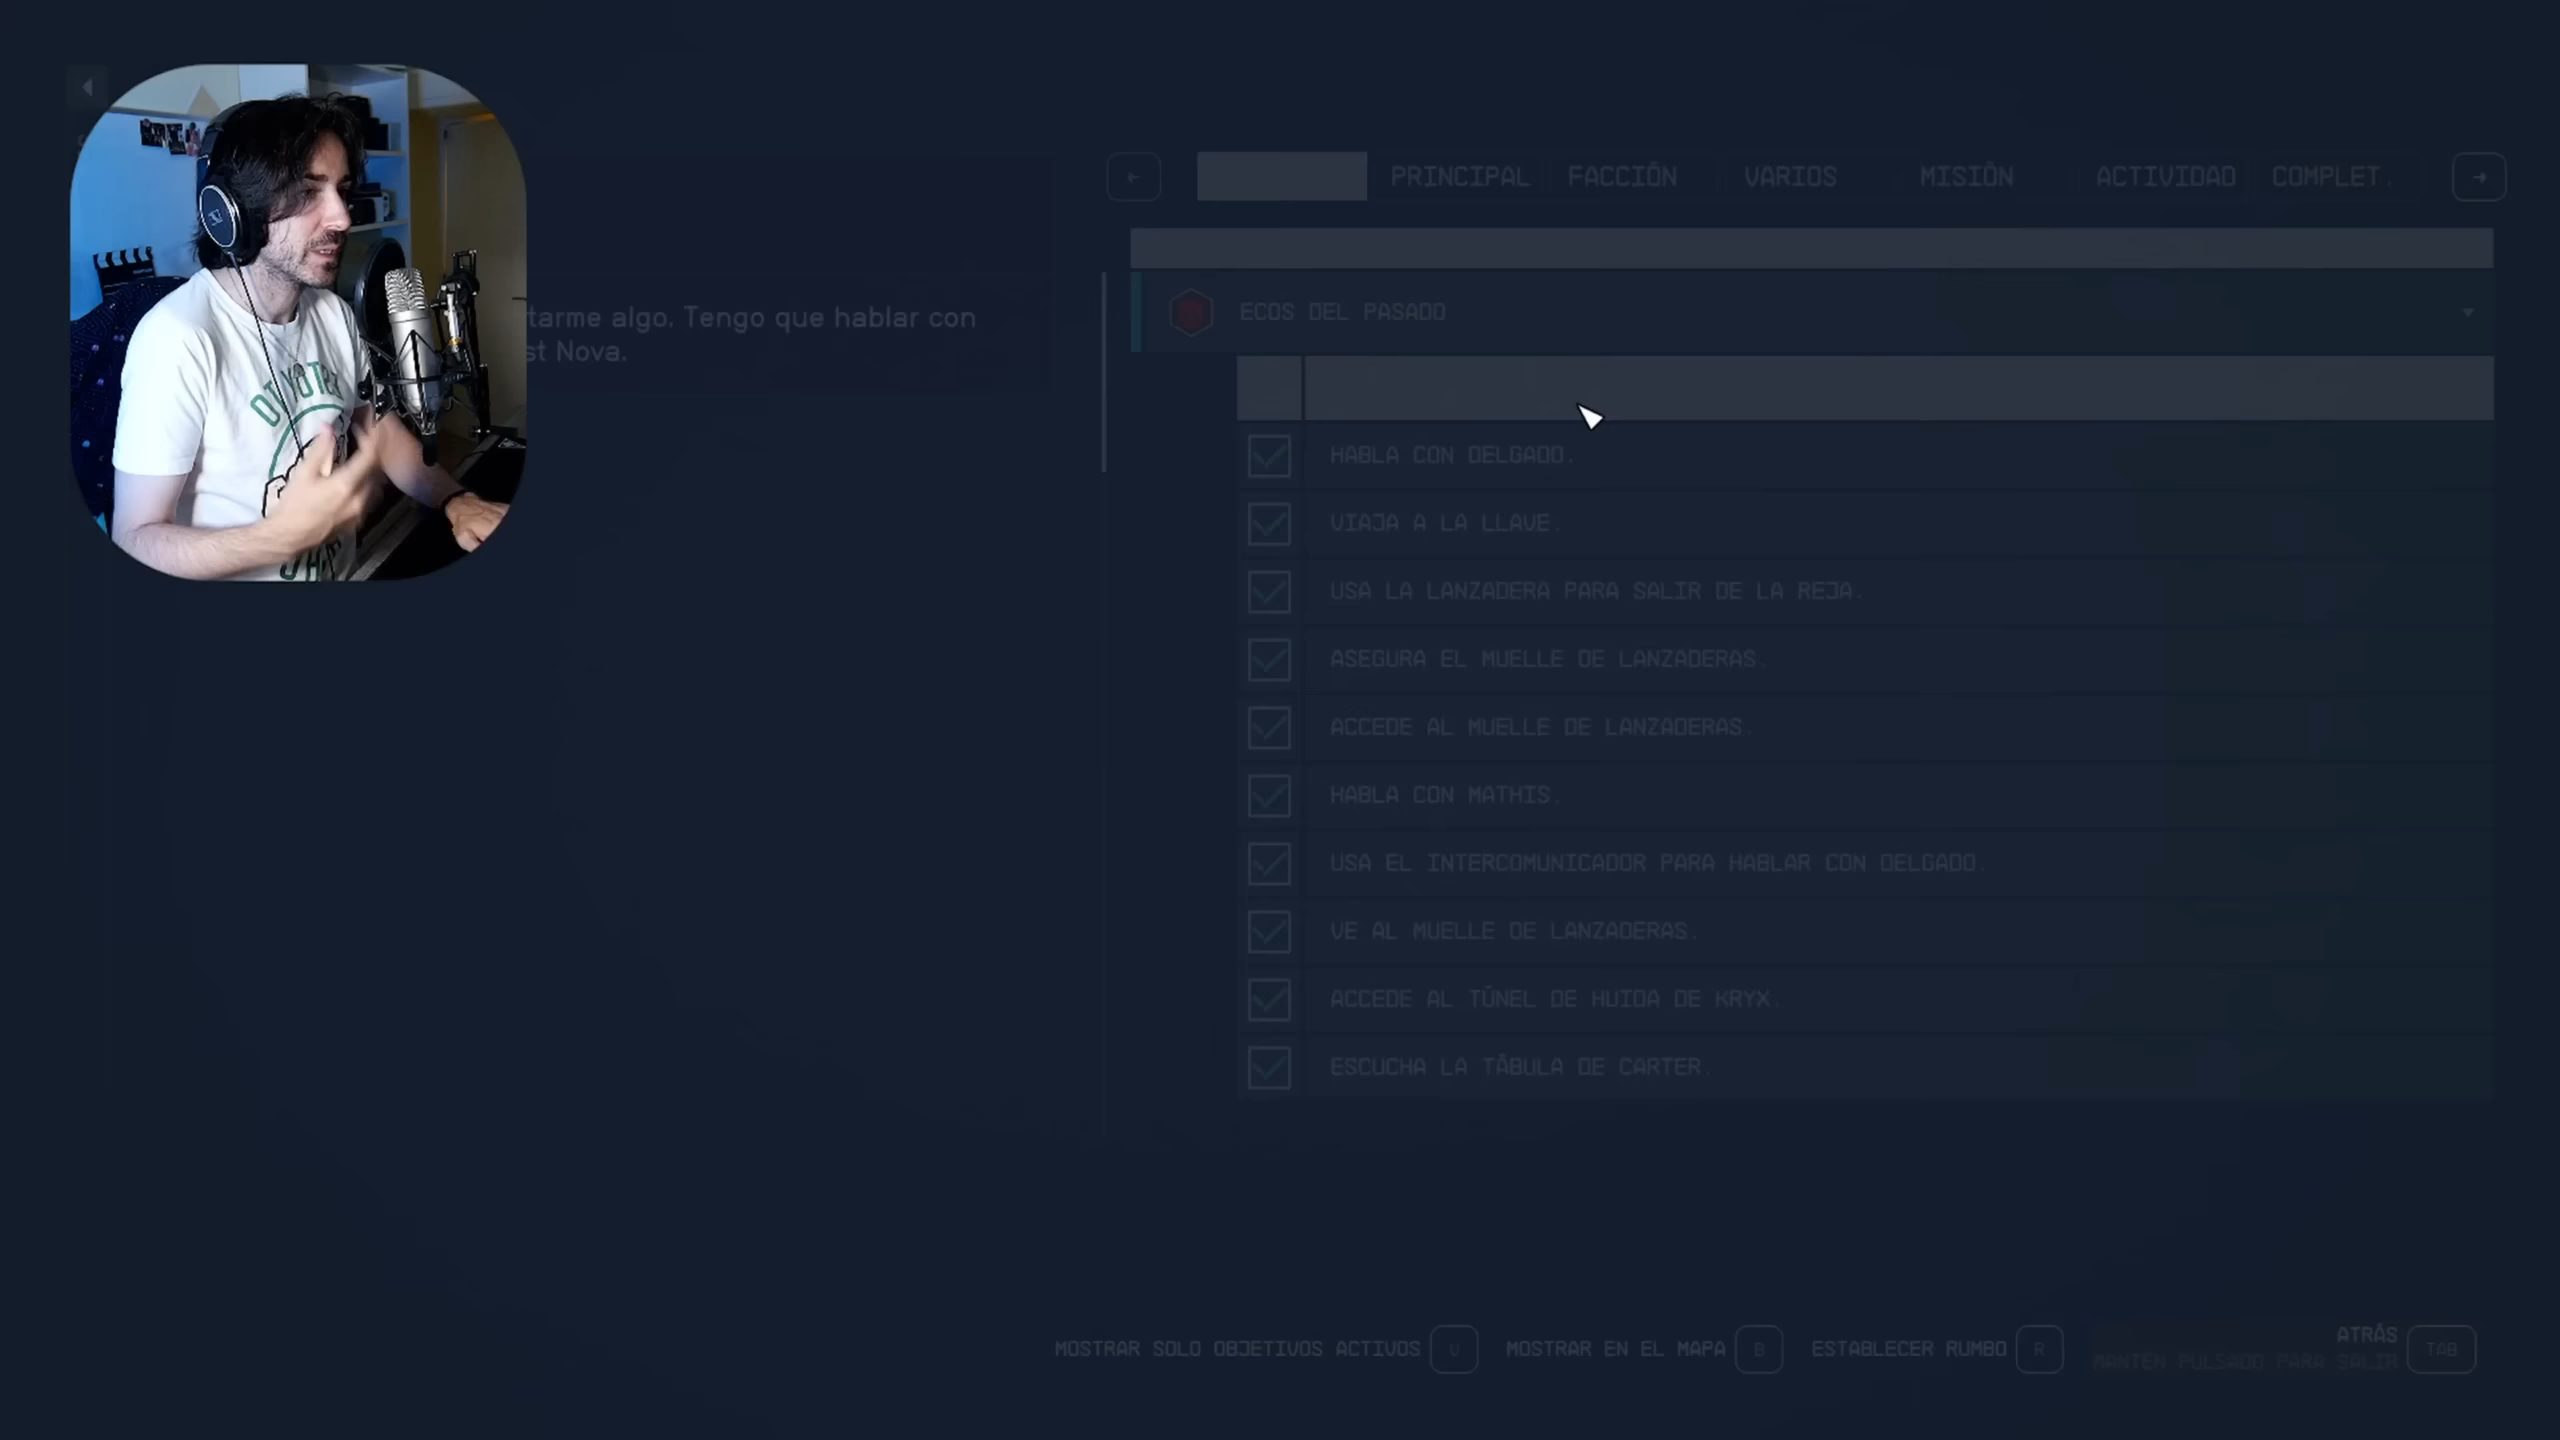 PRINCIPAL
FACCIÓN
VARIOS
MISIÓN
ACTIVIDAD
COMPLET.
tarme algo. Tengo que hablar con
st Nova.
ECOS DEL PASADO
HABLA CON DELGADO.
VIAJA A LA LLAVE.
USA LA LANZADERA PARA SALIR DE LA REJA.
ASEGURA EL MUELLE DE LANZADERAS.
ACCEDE AL MUELLE DE LANZADERAS.
HABLA CON MATHIS.
USA EL INTERCOMUNICADOR PARA HABLAR CON DELGADO.
VE AL MUELLE DE LANZADERAS.
ACCEDE AL TÚNEL DE HUIDA DE KRYX.
ESCUCHA LA TÁBULA DE CARTER.
MOSTRAR SOLO OBJETIVOS ACTIVOS
MOSTRAR EN EL MAPA B
ESTABLECER RUMBO R
ATRÁS
MANTÉN PULSADO PARA SALIR
TAB